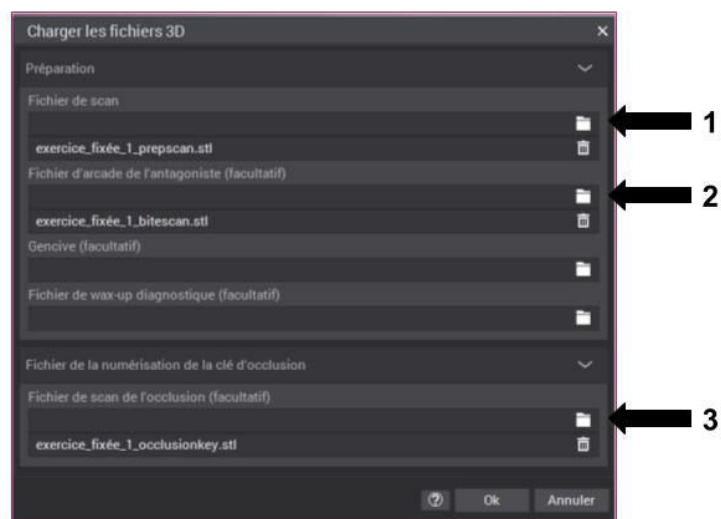 Charger les fichiers 3D
Préparation
Fichier de scan
1
exercice_fixée_1_prepscan.stl
Fichier d'arcade de l'antagoniste (facultatif)
2
exercice_fixée_1_bitescan.stl
Gencive (facultatif)
Fichier de wax-up diagnostique (facultatif)
Fichier de la numérisation de la clé d'occlusion
Fichier de scan de l'occlusion (facultatif)
3
exercice_fixée_1_occlusionkey.stl
? Ok Annuler